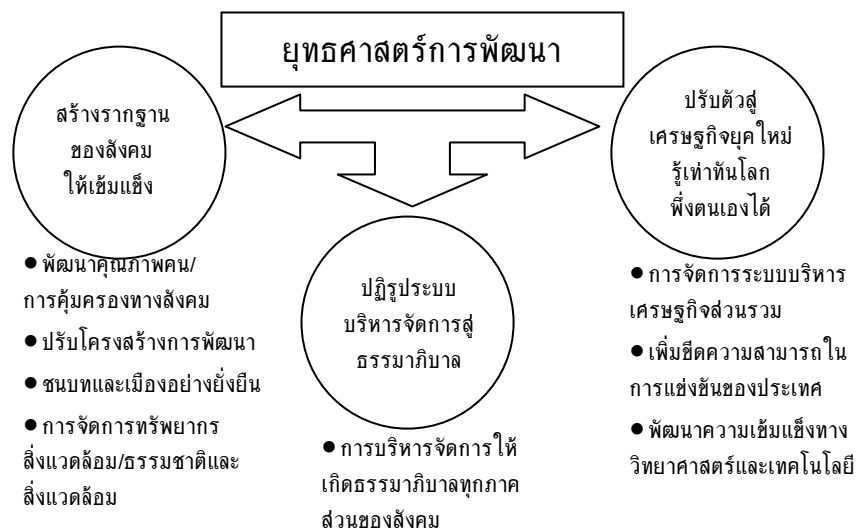 ยุทธศาสตร์การพัฒนา
สร้างรากฐาน
ของสังคม
ให้เข้มแข็ง
● พัฒนาคุณภาพคน/
การคุ้มครองทางสังคม
● ปรับโครงสร้างการพัฒนา
● ชนบทและเมืองอย่างยั่งยืน
● การจัดการทรัพยากร
สิ่งแวดล้อม/ธรรมชาติและ
สิ่งแวดล้อม
ปฏิรูประบบ
บริหารจัดการสู่
ธรรมาภิบาล
● การบริหารจัดการให้
เกิดธรรมาภิบาลทุกภาค
ส่วนของสังคม
ปรับตัวสู่
เศรษฐกิจยุคใหม่
รู้เท่าทันโลก
พึ่งตนเองได้
● การจัดการระบบบริหาร
เศรษฐกิจส่วนรวม
● เพิ่มขีดความสามารถใน
การแข่งขันของประเทศ
● พัฒนาความเข้มแข็งทาง
วิทยาศาสตร์และเทคโนโลยี